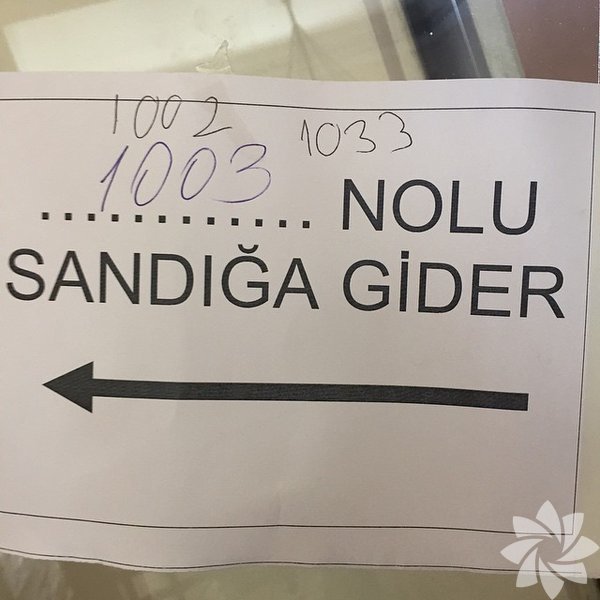 1002 1033
1003
............. NOLU
SANDIĞA GİDER